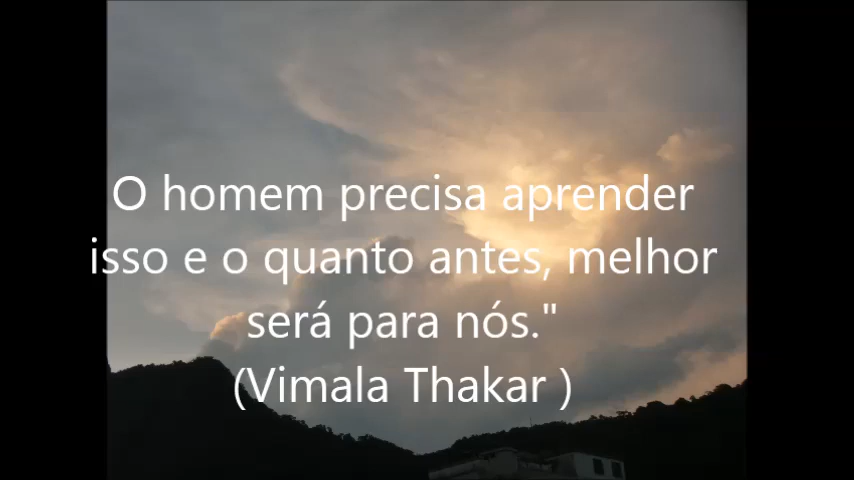 O homem precisa aprender
isso e o quanto antes, melhor
será para nós."
(Vimala Thakar )